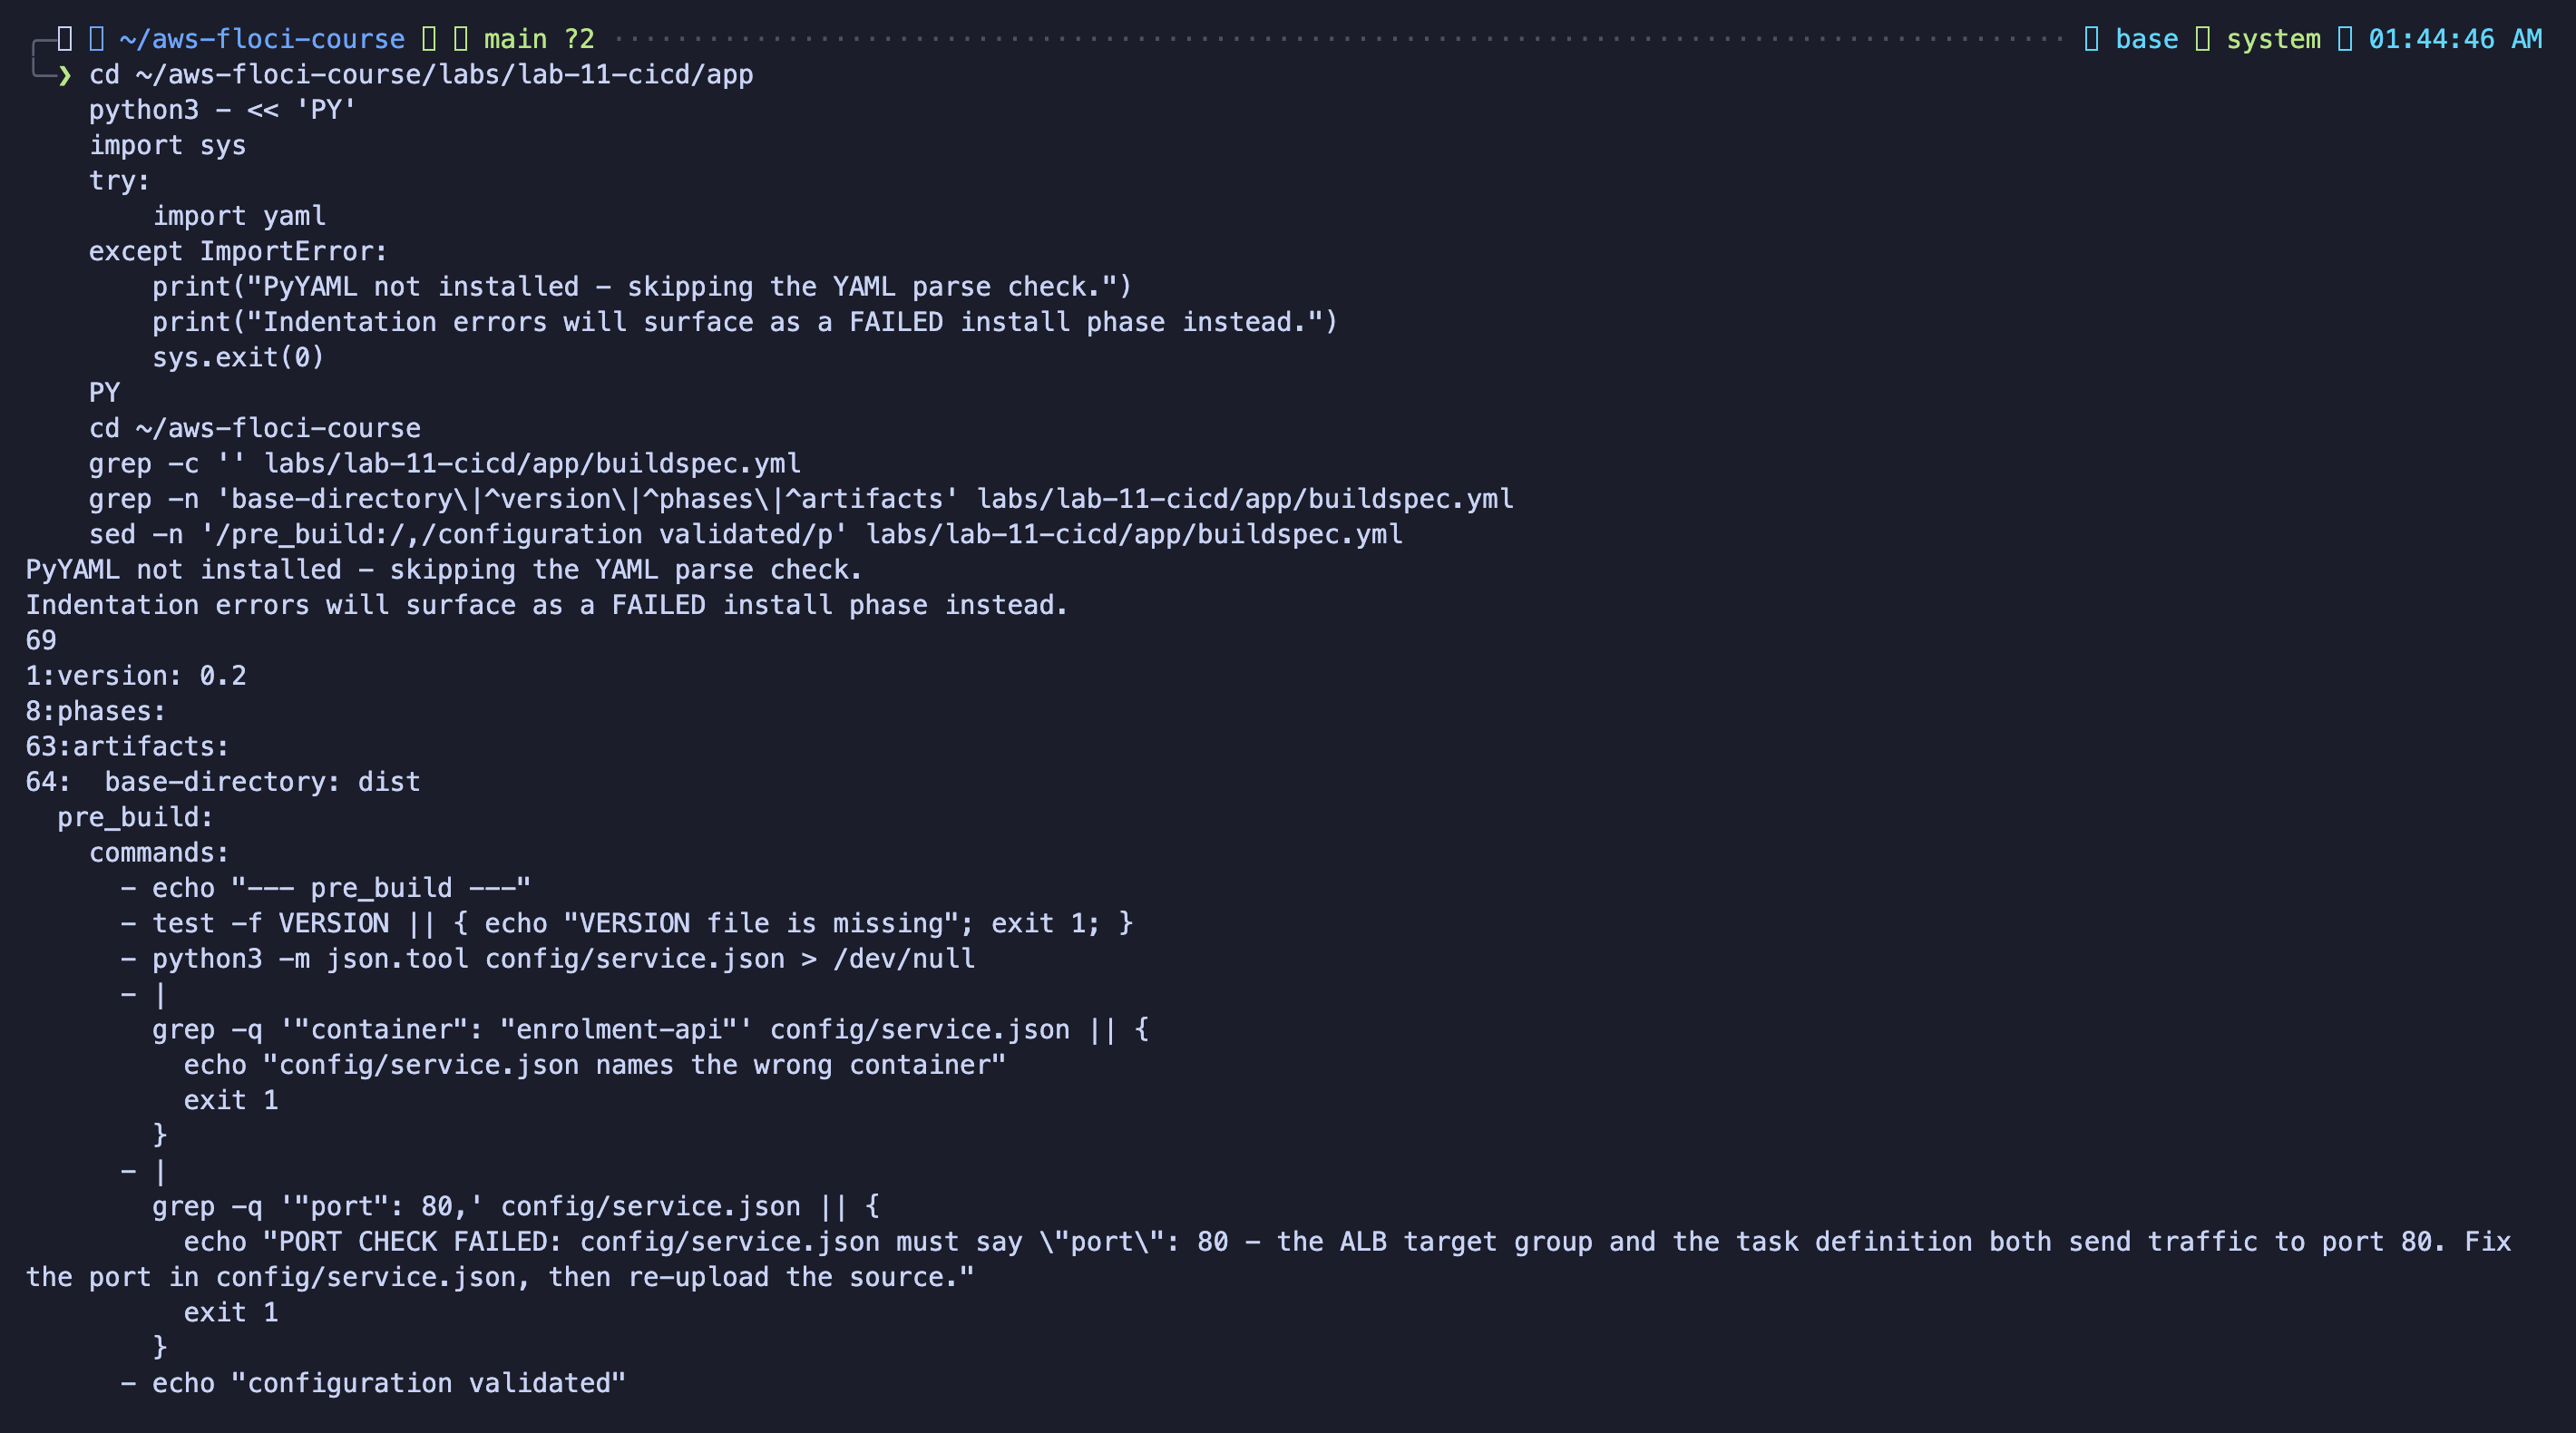 ~/aws-floci-course main ?2 base system 01:44:46 AM
❯ cd ~/aws-floci-course/labs/lab-11-cicd/app
python3 - << 'PY'
import sys
try:
    import yaml
except ImportError:
    print("PyYAML not installed - skipping the YAML parse check.")
    print("Indentation errors will surface as a FAILED install phase instead.")
    sys.exit(0)
PY
cd ~/aws-floci-course
grep -c '' labs/lab-11-cicd/app/buildspec.yml
grep -n 'base-directory\|^version\|^phases\|^artifacts' labs/lab-11-cicd/app/buildspec.yml
sed -n '/pre_build:/,/configuration validated/p' labs/lab-11-cicd/app/buildspec.yml
PyYAML not installed - skipping the YAML parse check.
Indentation errors will surface as a FAILED install phase instead.
69
1:version: 0.2
8:phases:
63:artifacts:
64:  base-directory: dist
  pre_build:
    commands:
      - echo "--- pre_build ---"
      - test -f VERSION || { echo "VERSION file is missing"; exit 1; }
      - python3 -m json.tool config/service.json > /dev/null
      - |
        grep -q '"container": "enrolment-api"' config/service.json || {
          echo "config/service.json names the wrong container"
          exit 1
        }
      - |
        grep -q '"port": 80,' config/service.json || {
          echo "PORT CHECK FAILED: config/service.json must say \"port\": 80 - the ALB target group and the task definition both send traffic to port 80. Fix
the port in config/service.json, then re-upload the source."
          exit 1
        }
      - echo "configuration validated"